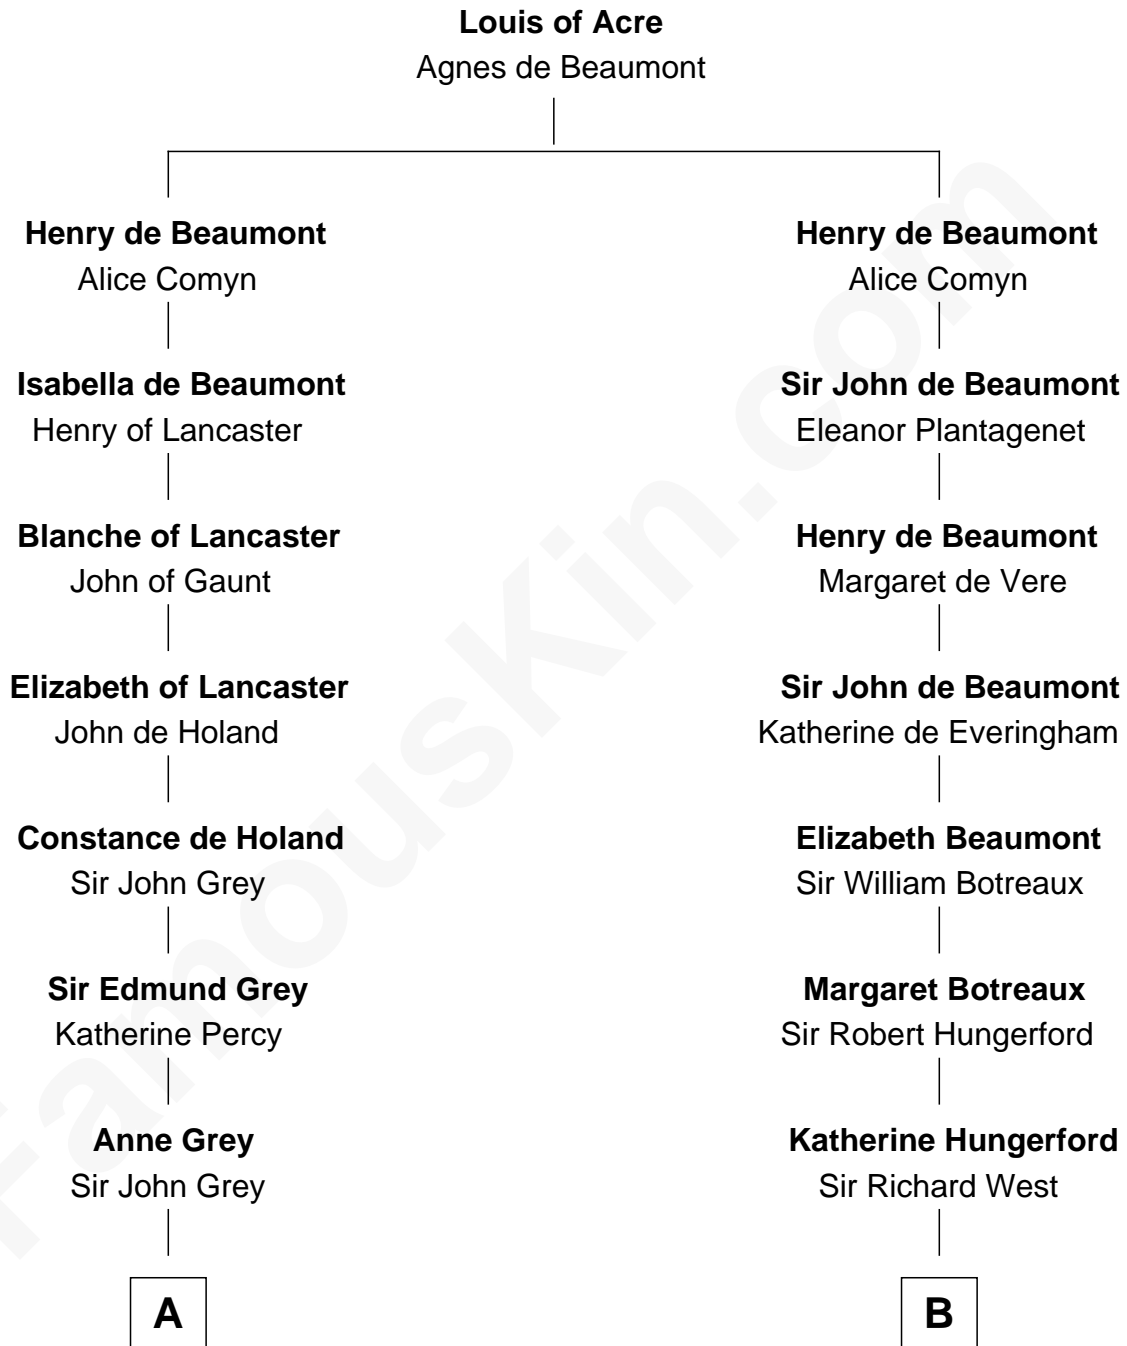 Louis of Acre
Agnes de Beaumont
Henry de Beaumont
Alice Comyn
Henry de Beaumont
Alice Comyn
Isabella de Beaumont
Henry of Lancaster
Sir John de Beaumont
Eleanor Plantagenet
Blanche of Lancaster
John of Gaunt
Henry de Beaumont
Margaret de Vere
Elizabeth of Lancaster
John de Holand
Sir John de Beaumont
Katherine de Everingham
Constance de Holand
Sir John Grey
Elizabeth Beaumont
Sir William Botreaux
Sir Edmund Grey
Katherine Percy
Margaret Botreaux
Sir Robert Hungerford
Anne Grey
Sir John Grey
Katherine Hungerford
Sir Richard West
A
B
FamousKin.com